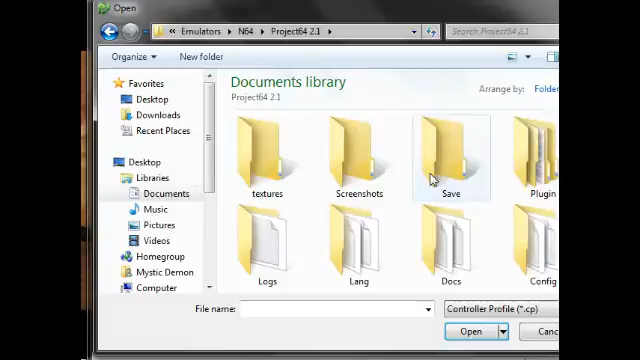 Open
« Emulators ▸ N64 ▸ Project64 2.1 ▸
Search Project64 2.1
Organize ▾
New folder
Favorites
Desktop
Downloads
Recent Places
Desktop
Libraries
Documents
Music
Pictures
Videos
Homegroup
Mystic Demon
Computer
Documents library
Project64 2.1
Arrange by:
Folder
textures
Screenshots
Save
Plugin
Logs
Lang
Docs
Config
File name:
Controller Profile (*.cp)
Open
Canc